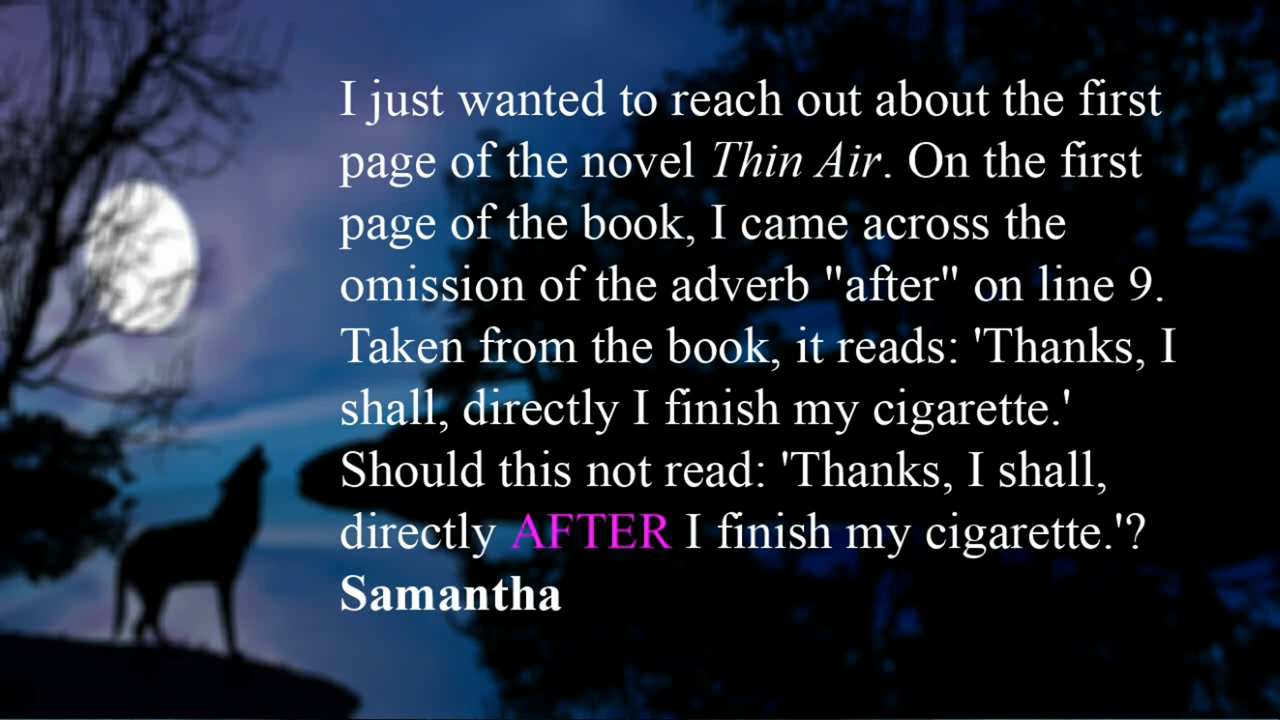 I just wanted to reach out about the first
page of the novel Thin Air. On the first
page of the book, I came across the
omission of the adverb "after" on line 9.
Taken from the book, it reads: 'Thanks, I
shall, directly I finish my cigarette.'
Should this not read: 'Thanks, I shall,
directly AFTER I finish my cigarette.'?
Samantha